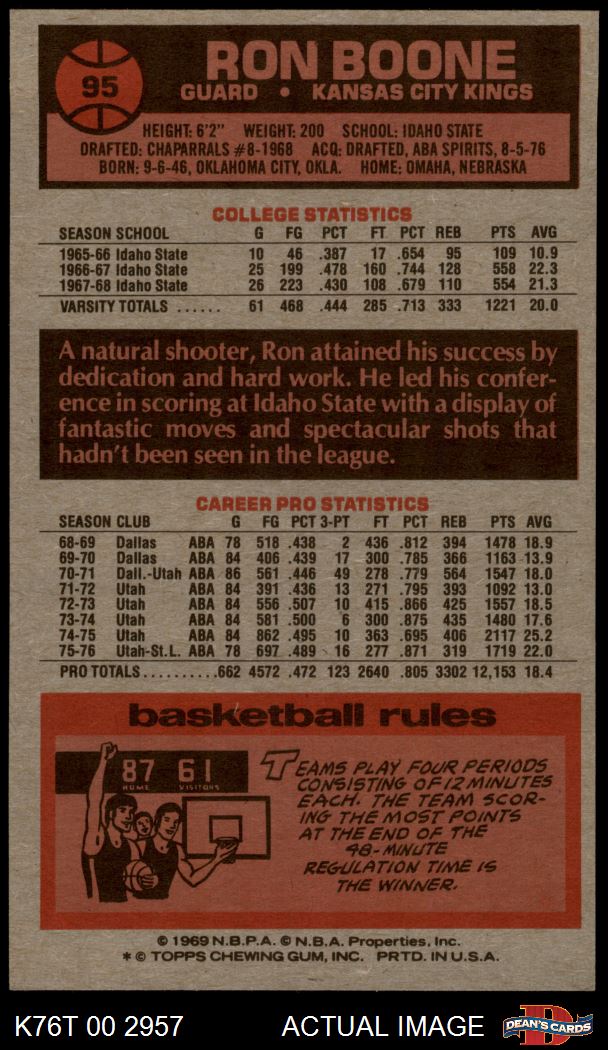 95
RON BOONE
GUARD • KANSAS CITY KINGS
HEIGHT: 6'2" WEIGHT: 200 SCHOOL: IDAHO STATE
DRAFTED: CHAPARRALS #8-1968 ACQ: DRAFTED, ABA SPIRITS, 8-5-76
BORN: 9-6-46, OKLAHOMA CITY, OKLA. HOME: OMAHA, NEBRASKA
COLLEGE STATISTICS
SEASON SCHOOL G FG PCT FT PCT REB PTS AVG
1965-66 Idaho State 10 46 .387 17 .654 95 109 10.9
1966-67 Idaho State 25 199 .478 160 .744 128 558 22.3
1967-68 Idaho State 26 223 .430 108 .679 110 554 21.3
VARSITY TOTALS ...... 61 468 .444 285 .713 333 1221 20.0
A natural shooter, Ron attained his success by
dedication and hard work. He led his confer-
ence in scoring at Idaho State with a display of
fantastic moves and spectacular shots that
hadn't been seen in the league.
CAREER PRO STATISTICS
SEASON CLUB G FG PCT 3-PT FT PCT REB PTS AVG
68-69 Dallas ABA 78 518 .438 2 436 .812 394 1478 18.9
69-70 Dallas ABA 84 406 .439 17 300 .785 366 1163 13.9
70-71 Dall.-Utah ABA 86 561 .446 49 278 .779 564 1547 18.0
71-72 Utah ABA 84 391 .436 13 271 .795 393 1092 13.0
72-73 Utah ABA 84 556 .507 10 415 .866 425 1557 18.5
73-74 Utah ABA 84 581 .500 6 300 .875 435 1480 17.6
74-75 Utah ABA 84 862 .495 10 363 .695 406 2117 25.2
75-76 Utah-St.L. ABA 78 697 .489 16 277 .871 319 1719 22.0
PRO TOTALS.......... 662 4572 .472 123 2640 .805 3302 12,153 18.4
basketball rules
87 61
HOME VISITORS
TEAMS PLAY FOUR PERIODS
CONSISTING OF 12 MINUTES
EACH. THE TEAM SCOR-
ING THE MOST POINTS
AT THE END OF THE
48-MINUTE
REGULATION TIME IS
THE WINNER.
© 1969 N.B.P.A. © N.B.A. Properties, Inc.
* © TOPPS CHEWING GUM, INC. PRTD. IN U.S.A.
K76T 00 2957 ACTUAL IMAGE DEAN'S CARDS